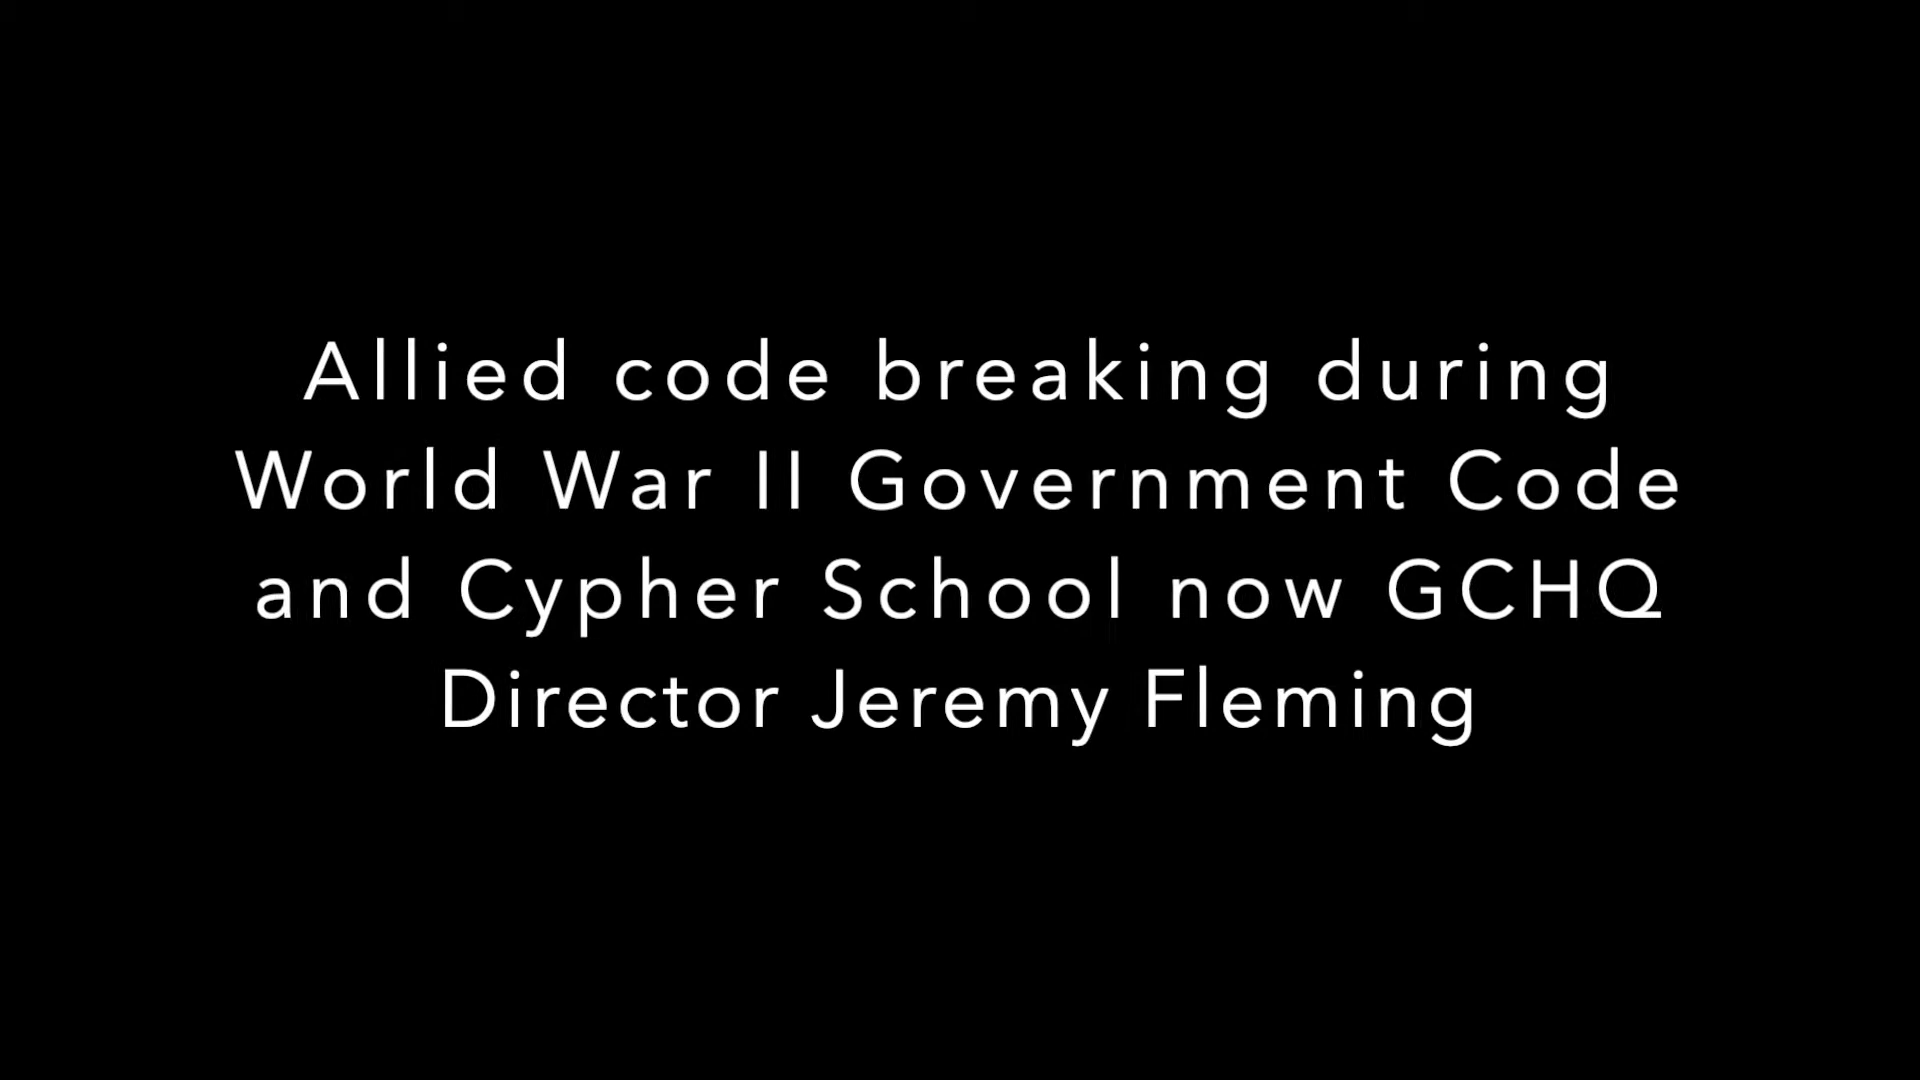 Allied code breaking during
World War II Government Code
and Cypher School now GCHQ
Director Jeremy Fleming